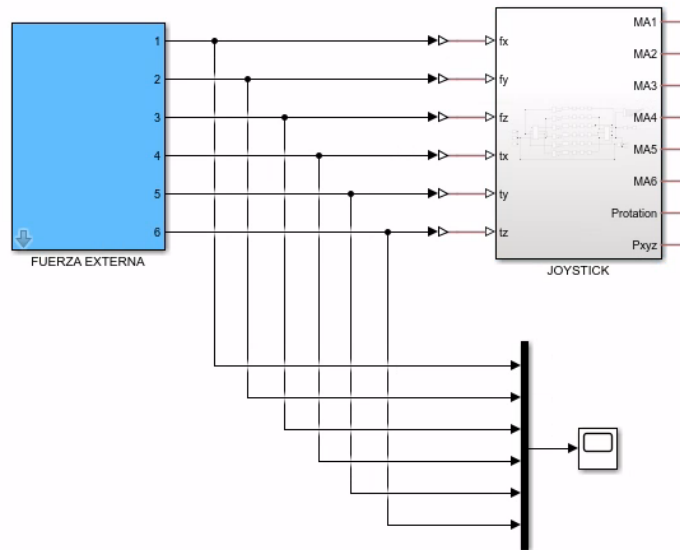 1
2
3
4
5
6
FUERZA EXTERNA
fx
fy
fz
tx
ty
tz
MA1
MA2
MA3
MA4
MA5
MA6
Protation
Pxyz
JOYSTICK